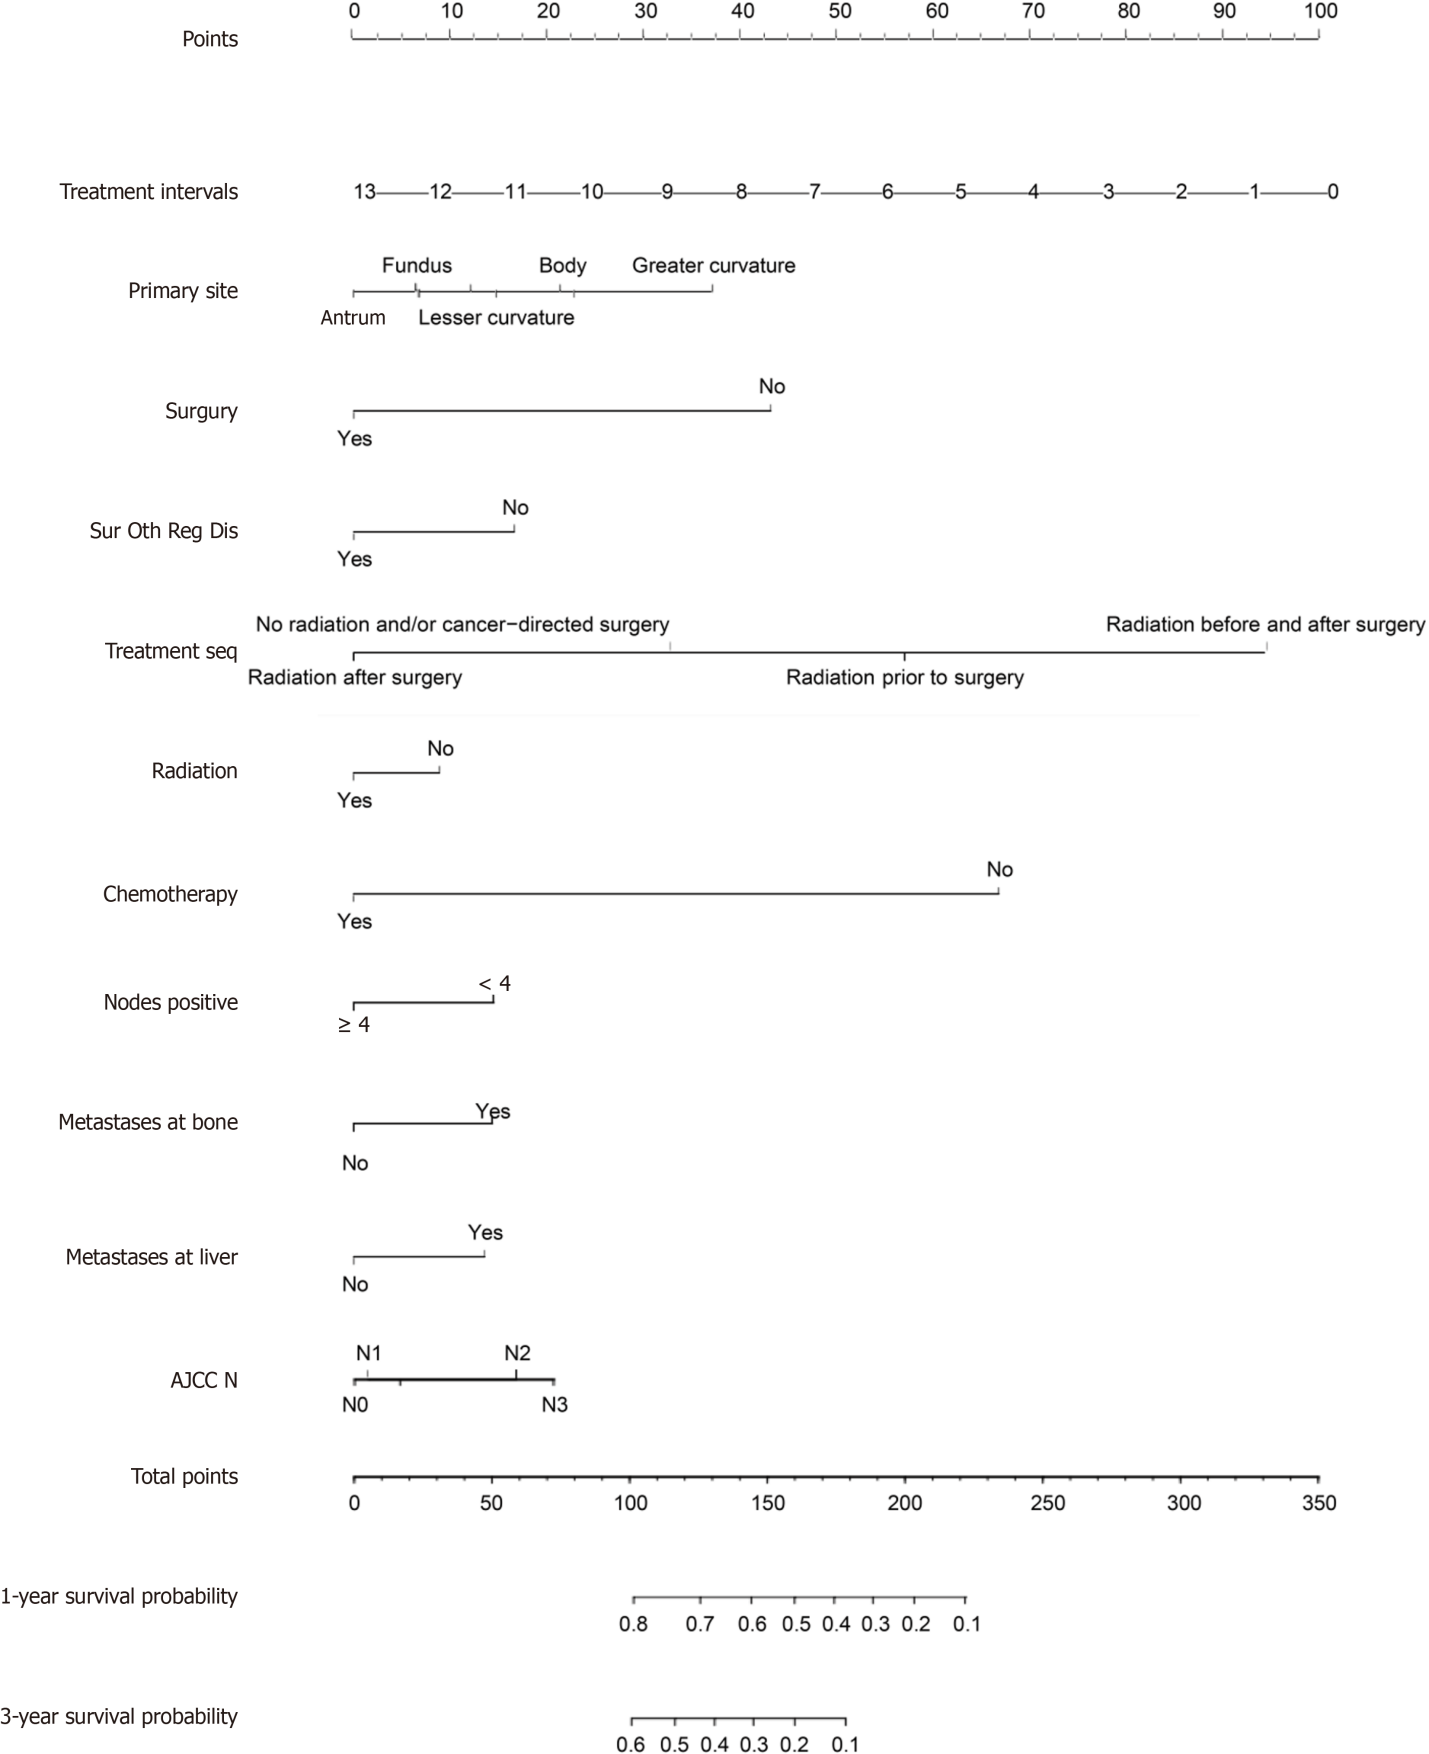 0 10 20 30 40 50 60 70 80 90 100
Points
Treatment intervals 13 12 11 10 9 8 7 6 5 4 3 2 1 0
Fundus Body Greater curvature
Primary site
Antrum Lesser curvature
No
Surgury
Yes
No
Sur Oth Reg Dis
Yes
No radiation and/or cancer−directed surgery Radiation before and after surgery
Treatment seq
Radiation after surgery Radiation prior to surgery
No
Radiation
Yes
No
Chemotherapy
Yes
< 4
Nodes positive
≥ 4
Yes
Metastases at bone
No
Yes
Metastases at liver
No
N1 N2
AJCC N
N0 N3
Total points
0 50 100 150 200 250 300 350
1-year survival probability
0.8 0.7 0.6 0.5 0.4 0.3 0.2 0.1
3-year survival probability
0.6 0.5 0.4 0.3 0.2 0.1